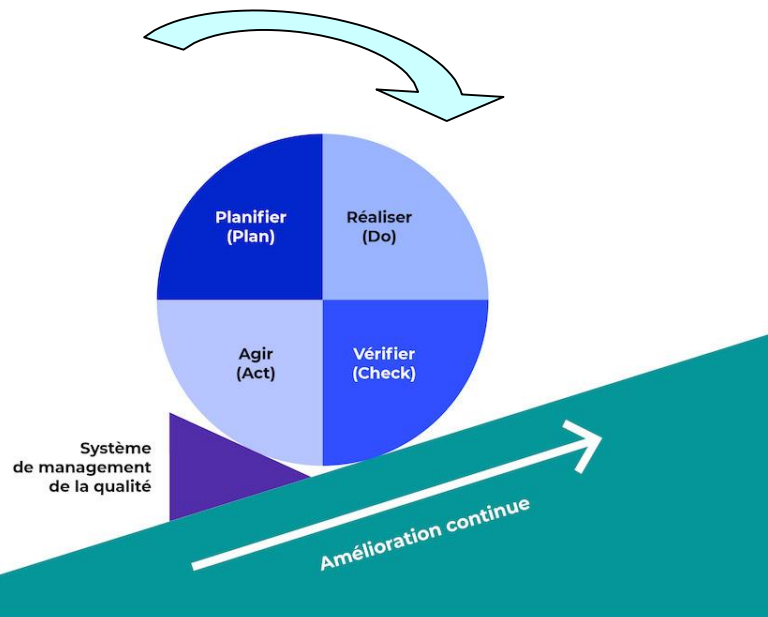 Planifier
(Plan)
Réaliser
(Do)
Agir
(Act)
Vérifier
(Check)
Système
de management
de la qualité
Amélioration continue